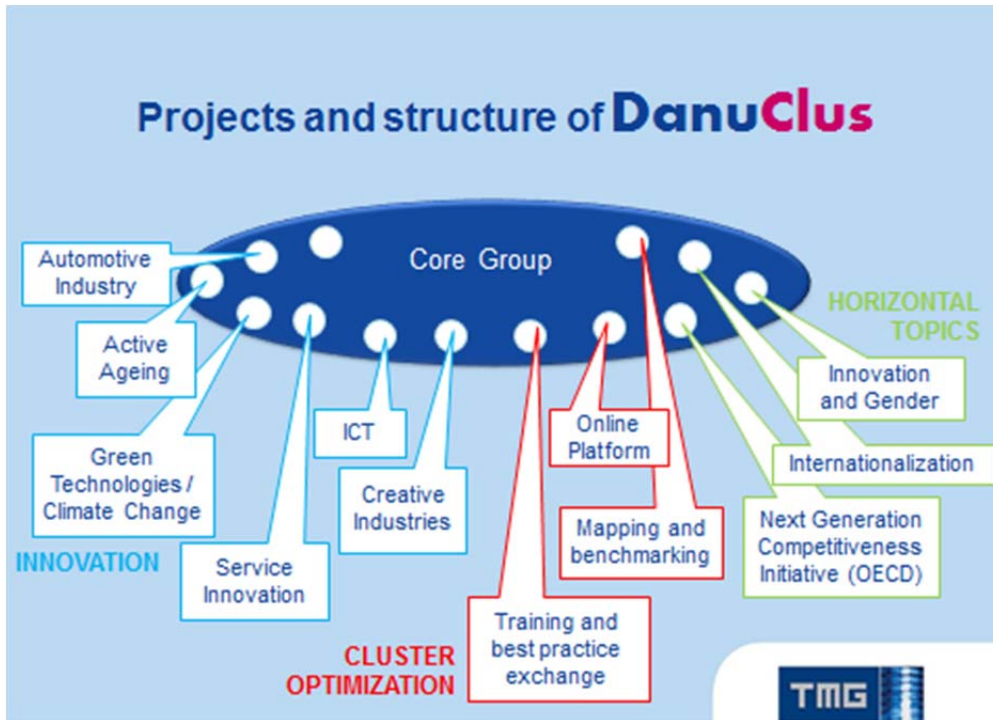 Projects and structure of DanuClus
Core Group
Automotive
Industry
Active
Ageing
Green
Technologies /
Climate Change
INNOVATION
Service
Innovation
ICT
Creative
Industries
CLUSTER
OPTIMIZATION
Training and
best practice
exchange
Online
Platform
Mapping and
benchmarking
HORIZONTAL
TOPICS
Innovation
and Gender
Internationalization
Next Generation
Competitiveness
Initiative (OECD)
TMG